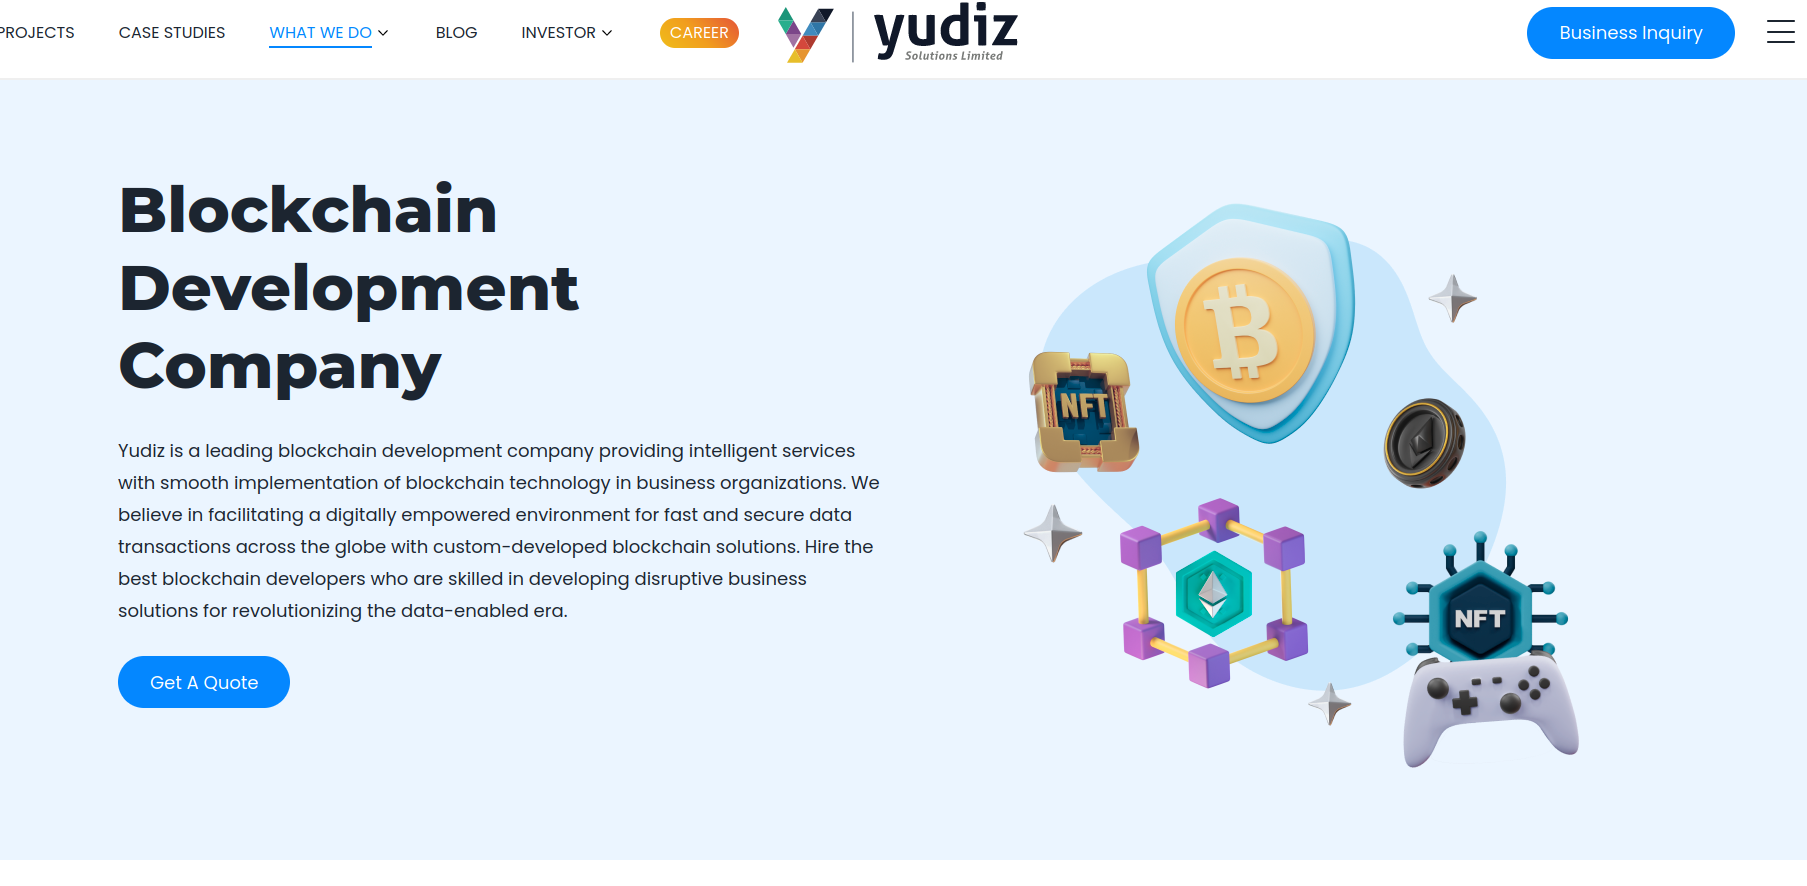 PROJECTS
CASE STUDIES
WHAT WE DO
BLOG
INVESTOR
CAREER
yudiz
Solutions Limited
Business Inquiry
Blockchain
Development
Company
Yudiz is a leading blockchain development company providing intelligent services
with smooth implementation of blockchain technology in business organizations. We
believe in facilitating a digitally empowered environment for fast and secure data
transactions across the globe with custom-developed blockchain solutions. Hire the
best blockchain developers who are skilled in developing disruptive business
solutions for revolutionizing the data-enabled era.
Get A Quote
NFT
NFT